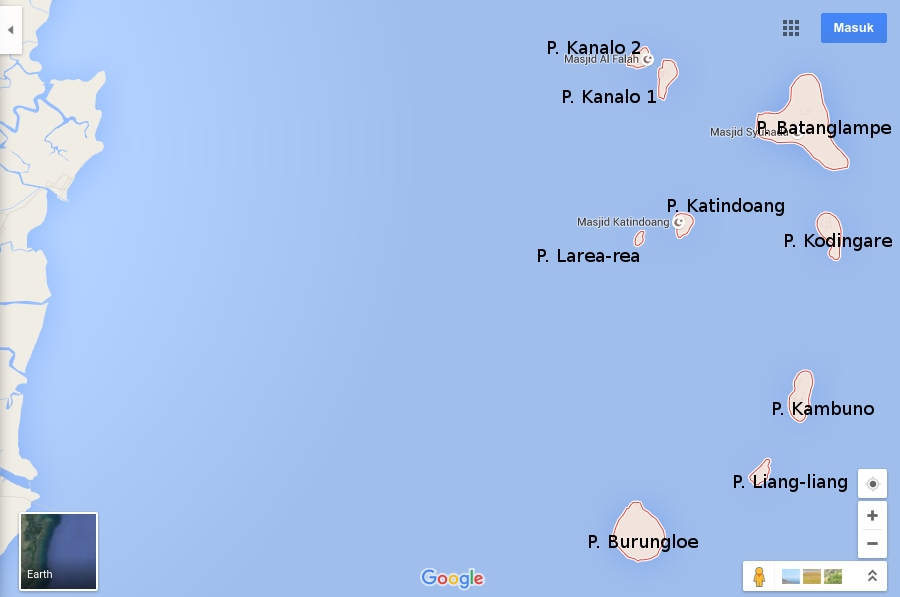 Masuk
P. Kanalo 2
Masjid Al Falah
P. Kanalo 1
P. Batanglampe
Masjid Syuhada
P. Katindoang
Masjid Katindoang
P. Kodingare
P. Larea-rea
P. Kambuno
P. Liang-liang
P. Burungloe
Earth
Google